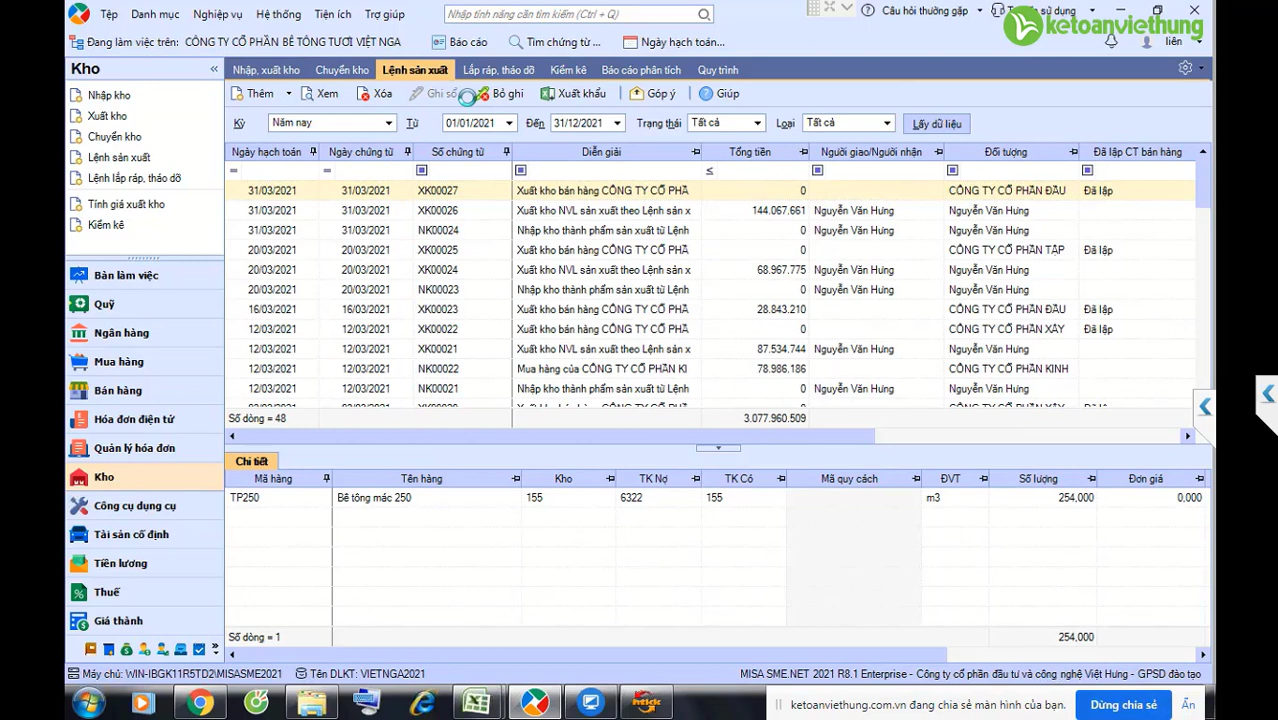 Tệp Danh mục Nghiệp vụ Hệ thống Tiện ích Trợ giúp Nhập tính năng cần tìm kiếm (Ctrl + Q) Câu hỏi thường gặp sử dụng
ketoanviethung
Đang làm việc trên: CÔNG TY CỔ PHẦN BÊ TÔNG TƯƠI VIỆT NGA Báo cáo Tìm chứng từ ... Ngày hạch toán... liên
Kho « Nhập, xuất kho Chuyển kho Lệnh sản xuất Lắp ráp, tháo dỡ Kiểm kê Báo cáo phân tích Quy trình
Thêm Xem Xóa Ghi sổ Bỏ ghi Xuất khẩu Góp ý Giúp
Nhập kho
Xuất kho
Chuyển kho
Lệnh sản xuất
Lệnh lắp ráp, tháo dỡ
Tính giá xuất kho
Kiểm kê
Bàn làm việc
Quỹ
Ngân hàng
Mua hàng
Bán hàng
Hóa đơn điện tử
Quản lý hóa đơn
Kho
Công cụ dụng cụ
Tài sản cố định
Tiền lương
Thuế
Giá thành
Kỳ Năm nay Từ 01/01/2021 Đến 31/12/2021 Trạng thái Tất cả Loại Tất cả Lấy dữ liệu
Ngày hạch toán Ngày chứng từ Số chứng từ Diễn giải Tổng tiền Người giao/Người nhận Đối tượng Đã lập CT bán hàng
= = ≤
31/03/2021 31/03/2021 XK00027 Xuất kho bán hàng CÔNG TY CỔ PHẦ 0 CÔNG TY CỔ PHẦN ĐẦU Đã lập
31/03/2021 31/03/2021 XK00026 Xuất kho NVL sản xuất theo Lệnh sản x 144.067.661 Nguyễn Văn Hưng Nguyễn Văn Hưng
31/03/2021 31/03/2021 NK00024 Nhập kho thành phẩm sản xuất từ Lệnh 0 Nguyễn Văn Hưng Nguyễn Văn Hưng
20/03/2021 20/03/2021 XK00025 Xuất kho bán hàng CÔNG TY CỔ PHẦ 0 CÔNG TY CỔ PHẦN TẬP Đã lập
20/03/2021 20/03/2021 XK00024 Xuất kho NVL sản xuất theo Lệnh sản x 68.967.775 Nguyễn Văn Hưng Nguyễn Văn Hưng
20/03/2021 20/03/2021 NK00023 Nhập kho thành phẩm sản xuất từ Lệnh 0 Nguyễn Văn Hưng Nguyễn Văn Hưng
16/03/2021 16/03/2021 XK00023 Xuất kho bán hàng CÔNG TY CỔ PHẦ 28.843.210 CÔNG TY CỔ PHẦN ĐẦU Đã lập
12/03/2021 12/03/2021 XK00022 Xuất kho bán hàng CÔNG TY CỔ PHẦ 0 CÔNG TY CỔ PHẦN XÂY Đã lập
12/03/2021 12/03/2021 XK00021 Xuất kho NVL sản xuất theo Lệnh sản x 87.534.744 Nguyễn Văn Hưng Nguyễn Văn Hưng
12/03/2021 12/03/2021 NK00022 Mua hàng của CÔNG TY CỔ PHẦN KI 78.986.186 CÔNG TY CỔ PHẦN KINH
12/03/2021 12/03/2021 NK00021 Nhập kho thành phẩm sản xuất từ Lệnh 0 Nguyễn Văn Hưng Nguyễn Văn Hưng
Số dòng = 48 3.077.960.509
Chi tiết
Mã hàng Tên hàng Kho TK Nợ TK Có Mã quy cách ĐVT Số lượng Đơn giá
TP250 Bê tông mác 250 155 6322 155 m3 254,000 0,000
Số dòng = 1 254,000
Máy chủ: WIN-IBGK11R5TD2\MISASME2021 Tên DLKT: VIETNGA2021 MISA SME.NET 2021 R8.1 Enterprise - Công ty cổ phần đầu tư và công nghệ Việt Hưng - GPSD đào tạo
htkk ketoanviethung.com.vn đang chia sẻ màn hình của bạn. Dừng chia sẻ Ẩn